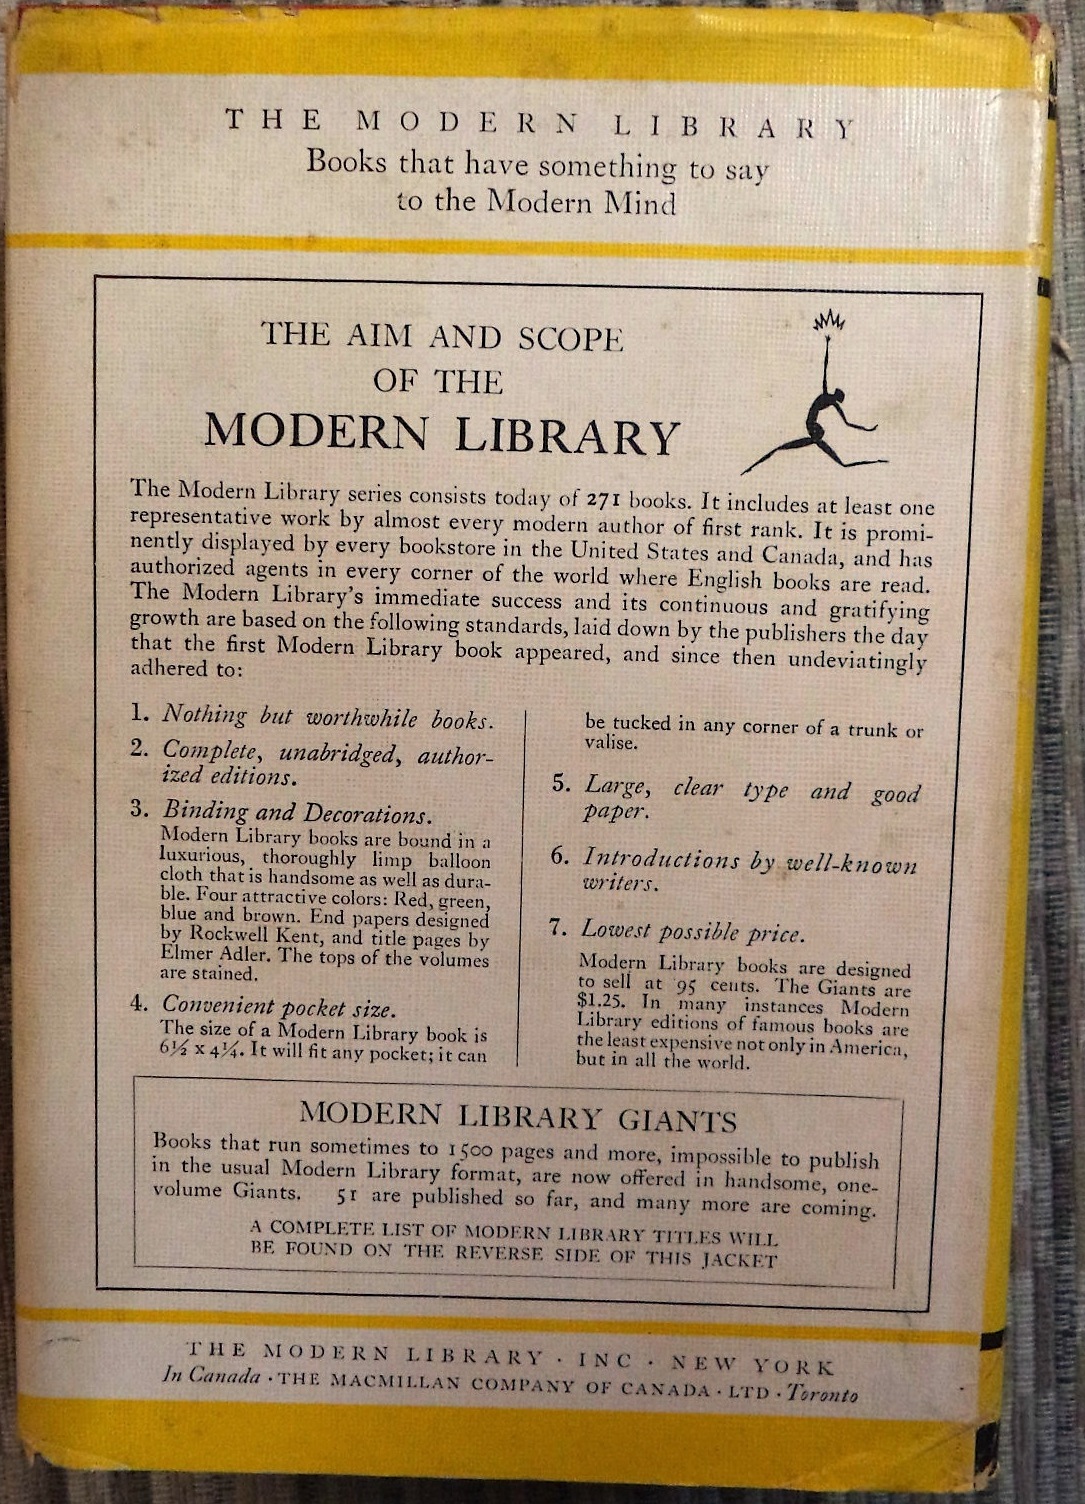 THE MODERN LIBRARY
Books that have something to say
to the Modern Mind
THE AIM AND SCOPE
OF THE
MODERN LIBRARY
The Modern Library series consists today of 271 books. It includes at least one
representative work by almost every modern author of first rank. It is promi-
nently displayed by every bookstore in the United States and Canada, and has
authorized agents in every corner of the world where English books are read.
The Modern Library's immediate success and its continuous and gratifying
growth are based on the following standards, laid down by the publishers the day
that the first Modern Library book appeared, and since then undeviatingly
adhered to:
1. Nothing but worthwhile books.
2. Complete, unabridged, author-
ized editions.
3. Binding and Decorations.
Modern Library books are bound in a
luxurious, thoroughly limp balloon
cloth that is handsome as well as dura-
ble. Four attractive colors: Red, green,
blue and brown. End papers designed
by Rockwell Kent, and title pages by
Elmer Adler. The tops of the volumes
are stained.
4. Convenient pocket size.
The size of a Modern Library book is
6½ x 4¼. It will fit any pocket; it can
be tucked in any corner of a trunk or
valise.
5. Large, clear type and good
paper.
6. Introductions by well-known
writers.
7. Lowest possible price.
Modern Library books are designed
to sell at 95 cents. The Giants are
$1.25. In many instances Modern
Library editions of famous books are
the least expensive not only in America,
but in all the world.
MODERN LIBRARY GIANTS
Books that run sometimes to 1500 pages and more, impossible to publish
in the usual Modern Library format, are now offered in handsome, one-
volume Giants. 51 are published so far, and many more are coming.
A COMPLETE LIST OF MODERN LIBRARY TITLES WILL
BE FOUND ON THE REVERSE SIDE OF THIS JACKET
THE MODERN LIBRARY · INC · NEW YORK
In Canada · THE MACMILLAN COMPANY OF CANADA · LTD · Toronto